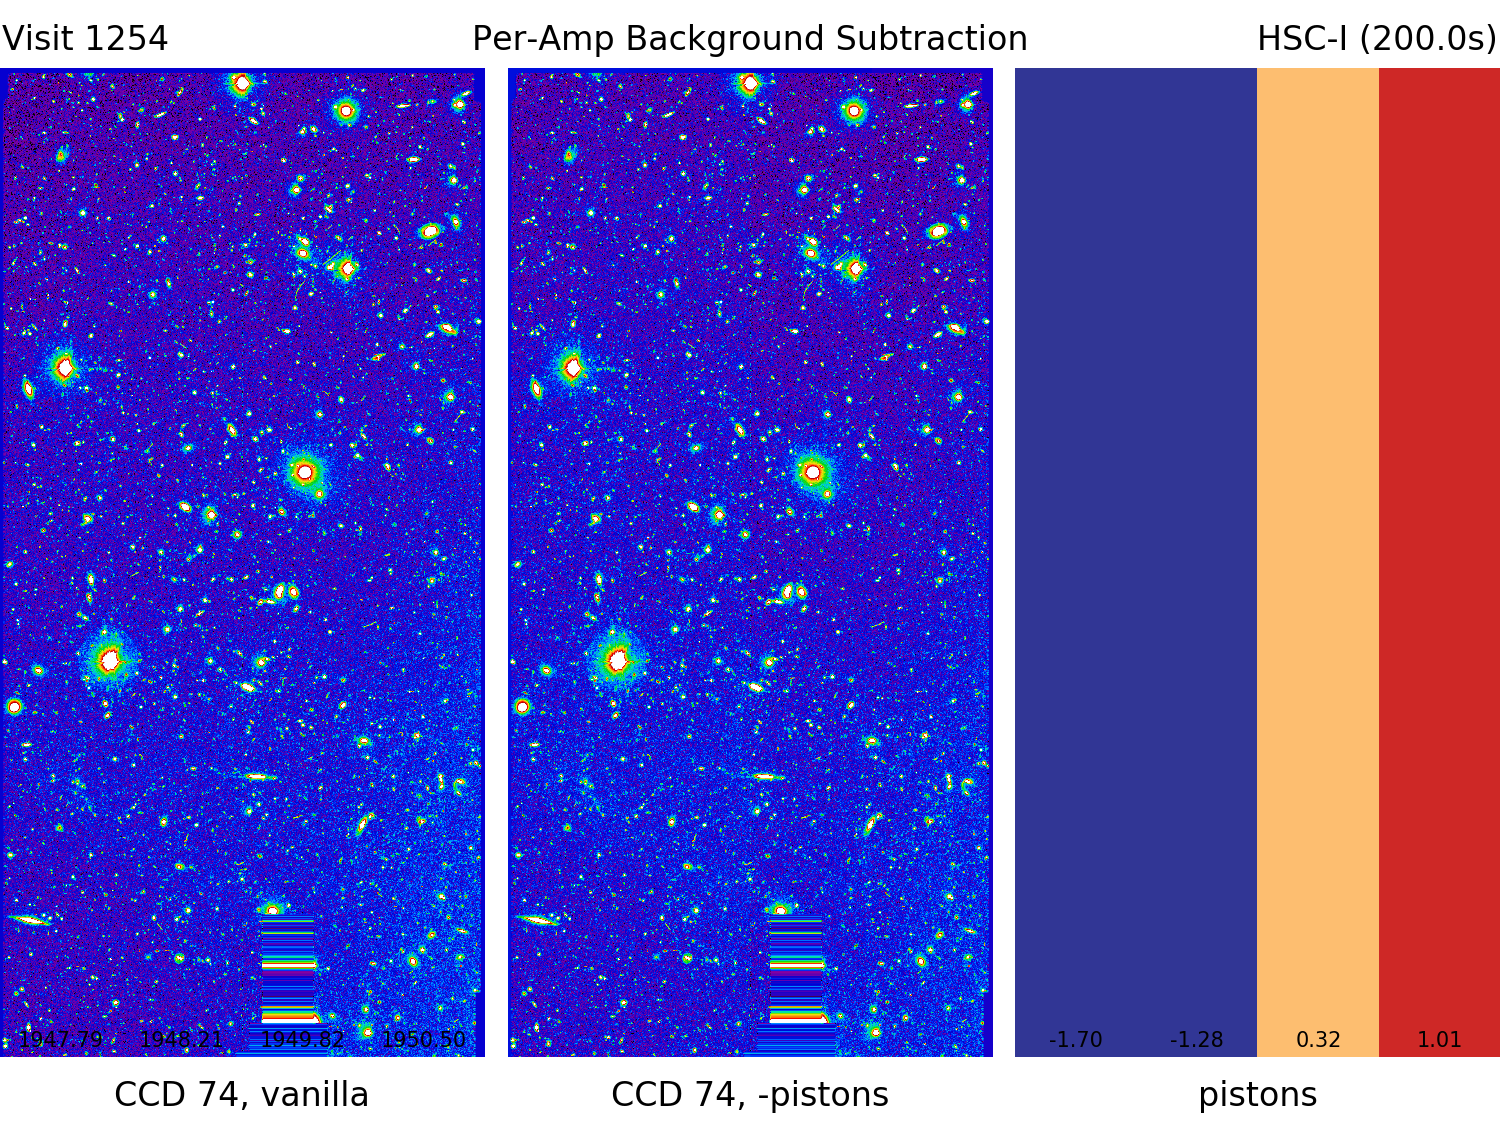 Visit 1254 Per-Amp Background Subtraction HSC-I (200.0s)
1947.79 1948.21 1949.82 1950.50 -1.70 -1.28 0.32 1.01
CCD 74, vanilla CCD 74, -pistons pistons